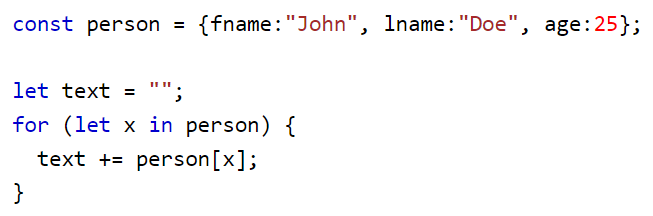 const person = {fname:"John", lname:"Doe", age:25};

let text = "";
for (let x in person) {
  text += person[x];
}